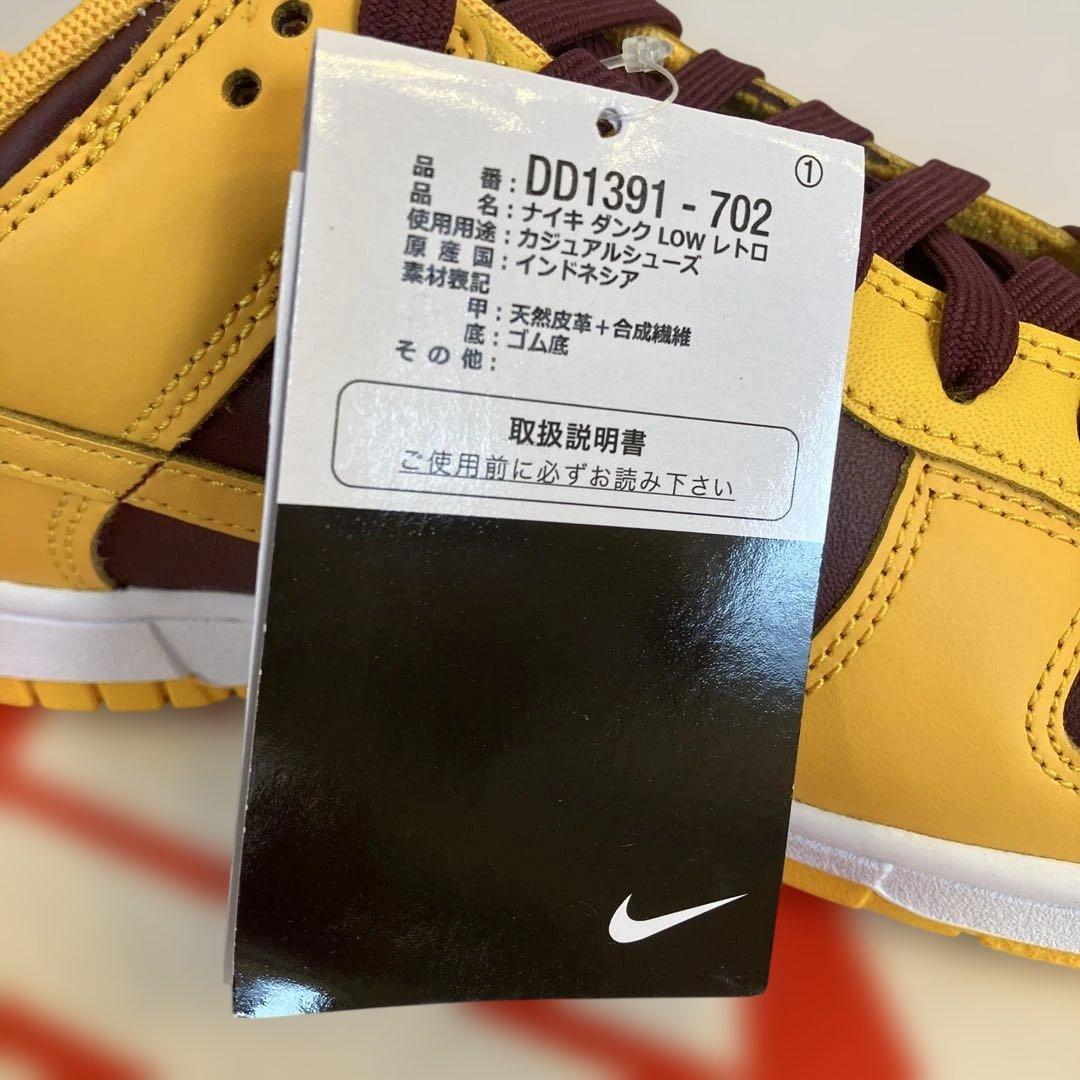 ①
品 番 : DD1391 - 702
品 名 : ナイキ ダンク LOW レトロ
使用用途 : カジュアルシューズ
原 産 国 : インドネシア
素材表記
甲 : 天然皮革＋合成繊維
底 : ゴム底
そ の 他 :
取扱説明書
ご使用前に必ずお読み下さい